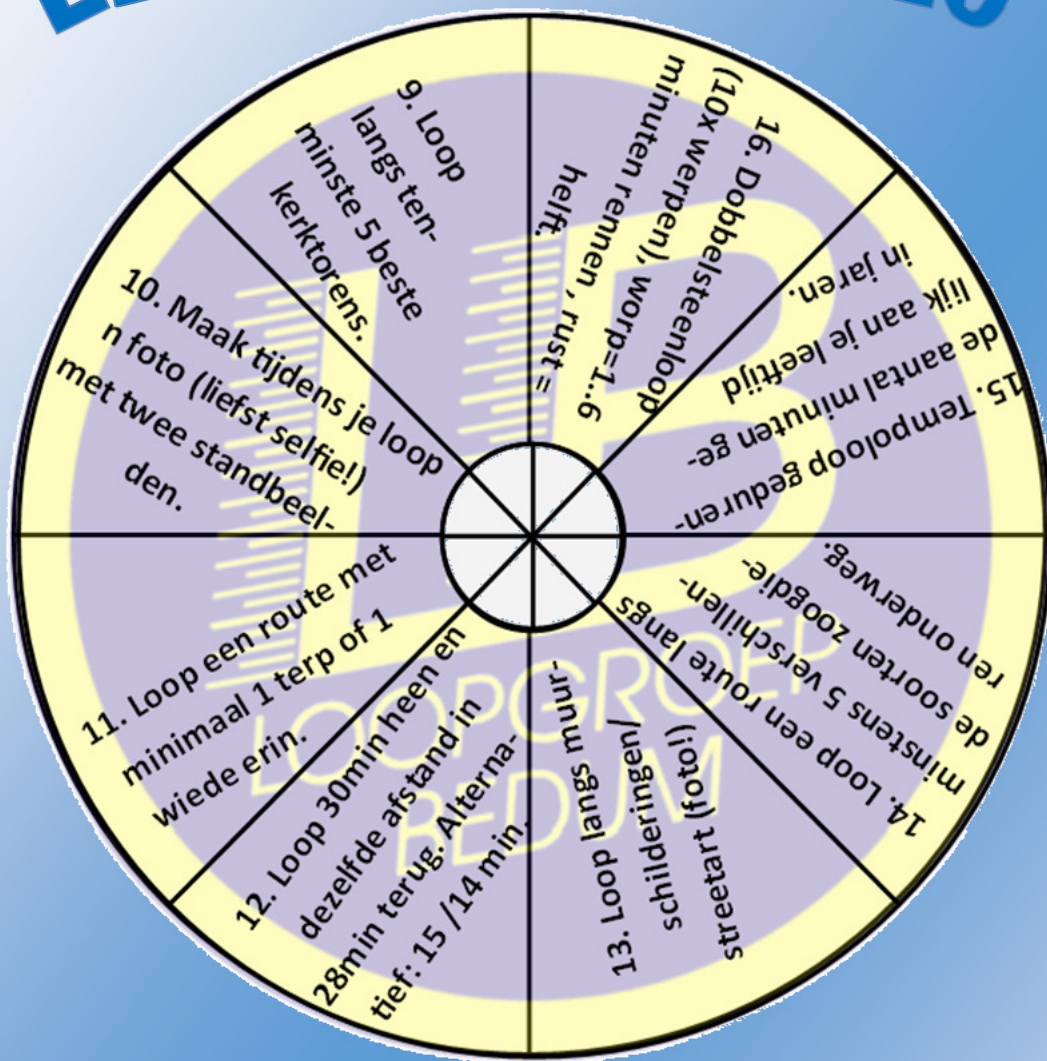 9. Loop
langs ten-
minste 5 beste
kerktorens.
10. Maak tijdens je loop
n foto (liefst selfie!)
met twee standbeel-
den.
11. Loop een route met
minimaal 1 terp of 1
wiede erin.
12. Loop 30min heen en
dezelfde afstand in
28min terug. Alterna-
tief: 15 /14 min.
13. Loop langs muur-
schilderingen/
streetart (foto!)
14. Loop een route langs
minstens 5 verschillen-
de soorten zoogdie-
ren onderweg.
15. Tempoloop geduren-
de aantal minuten ge-
lijk aan je leeftijd
in jaren.
16. Dobbelsteenloop
(10x werpen), worp=1..6
minuten rennen , rust =
helft.
LB
LOOPGROEP
BEDUM